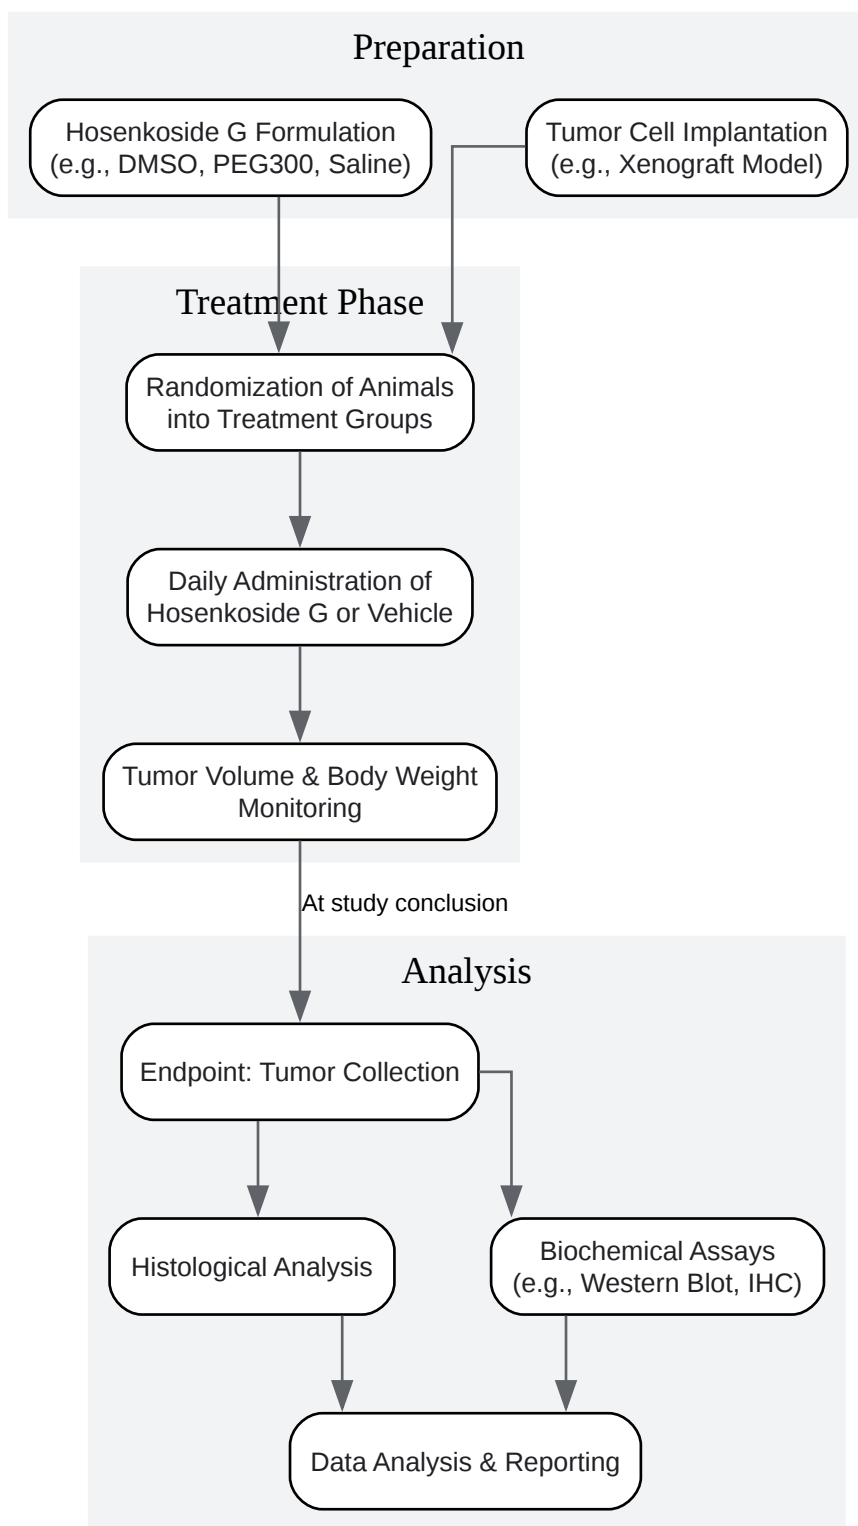 Preparation
Hosenkoside G Formulation
(e.g., DMSO, PEG300, Saline)
Tumor Cell Implantation
(e.g., Xenograft Model)
Treatment Phase
Randomization of Animals
into Treatment Groups
Daily Administration of
Hosenkoside G or Vehicle
Tumor Volume & Body Weight
Monitoring
At study conclusion
Analysis
Endpoint: Tumor Collection
Histological Analysis
Biochemical Assays
(e.g., Western Blot, IHC)
Data Analysis & Reporting